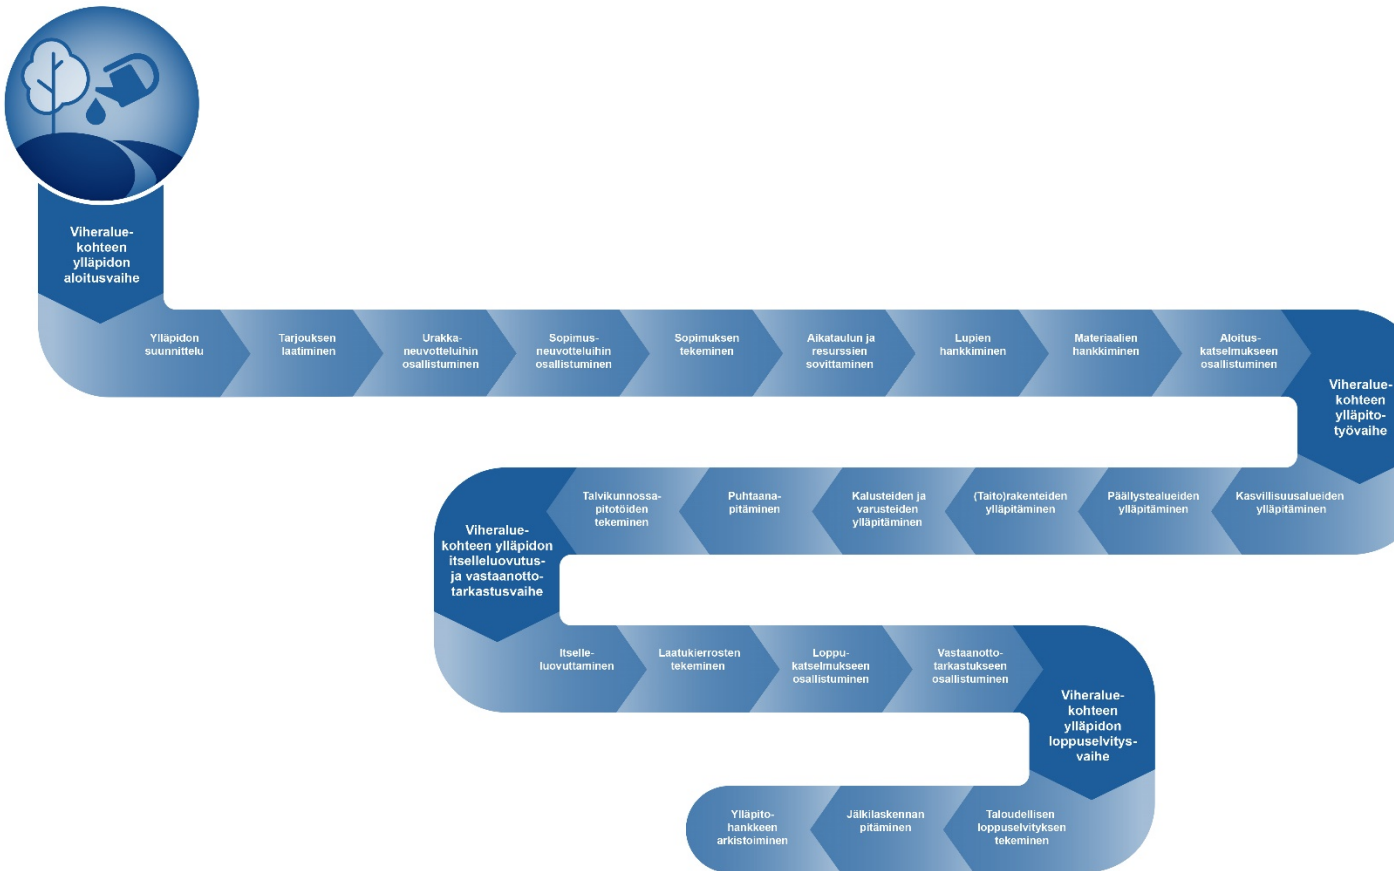 Viheralue-
kohteen
ylläpidon
aloitusvaihe
Ylläpidon
suunnittelu
Tarjouksen
laatiminen
Urakka-
neuvotteluihin
osallistuminen
Sopimus-
neuvotteluihin
osallistuminen
Sopimuksen
tekeminen
Aikataulun ja
resurssien
sovittaminen
Lupien
hankkiminen
Materiaalien
hankkiminen
Aloitus-
katselmukseen
osallistuminen
Viheralue-
kohteen
ylläpito-
työvaihe
Kasvillisuusalueiden
ylläpitäminen
Päällystealueiden
ylläpitäminen
(Taito)rakenteiden
ylläpitäminen
Kalusteiden ja
varusteiden
ylläpitäminen
Puhtaana-
pitäminen
Talvikunnossa-
pitotöiden
tekeminen
Viheralue-
kohteen ylläpidon
itselleluovutus-
ja vastaanotto-
tarkastusvaihe
Itselle-
luovuttaminen
Laatukierrosten
tekeminen
Loppu-
katselmukseen
osallistuminen
Vastaanotto-
tarkastukseen
osallistuminen
Viheralue-
kohteen
ylläpidon
loppuselvitys-
vaihe
Taloudellisen
loppuselvityksen
tekeminen
Jälkilaskennan
pitäminen
Ylläpito-
hankkeen
arkistoiminen